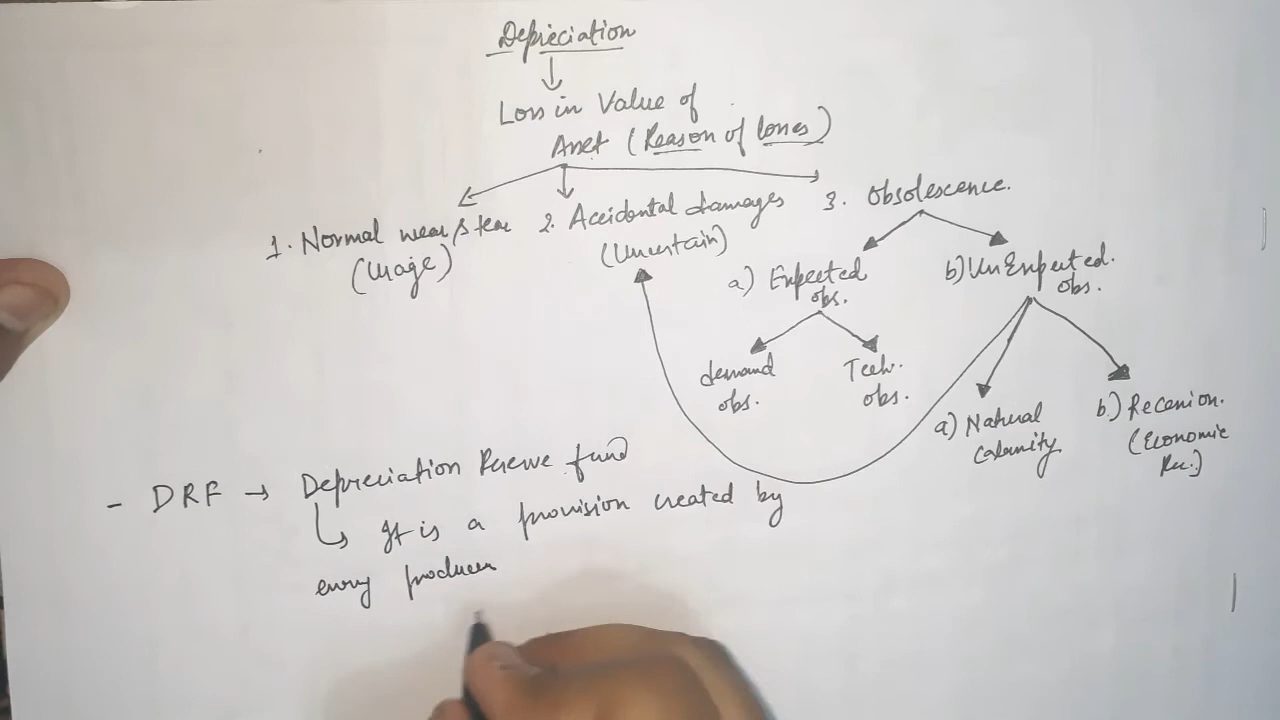 Depreciation
Loss in Value of
Asset (Reason of losses)
1. Normal wear & tear
(Usage)
2. Accidental damages
(Uncertain)
3. Obsolescence.
a) Expected
obs.
b) UnExpected.
obs.
demand
obs.
Tech.
obs.
a) Natural
Calamity
b.) Recession.
(Economic
Rec.)
- DRF → Depreciation Reserve fund
↳ It is a provision created by
every producer